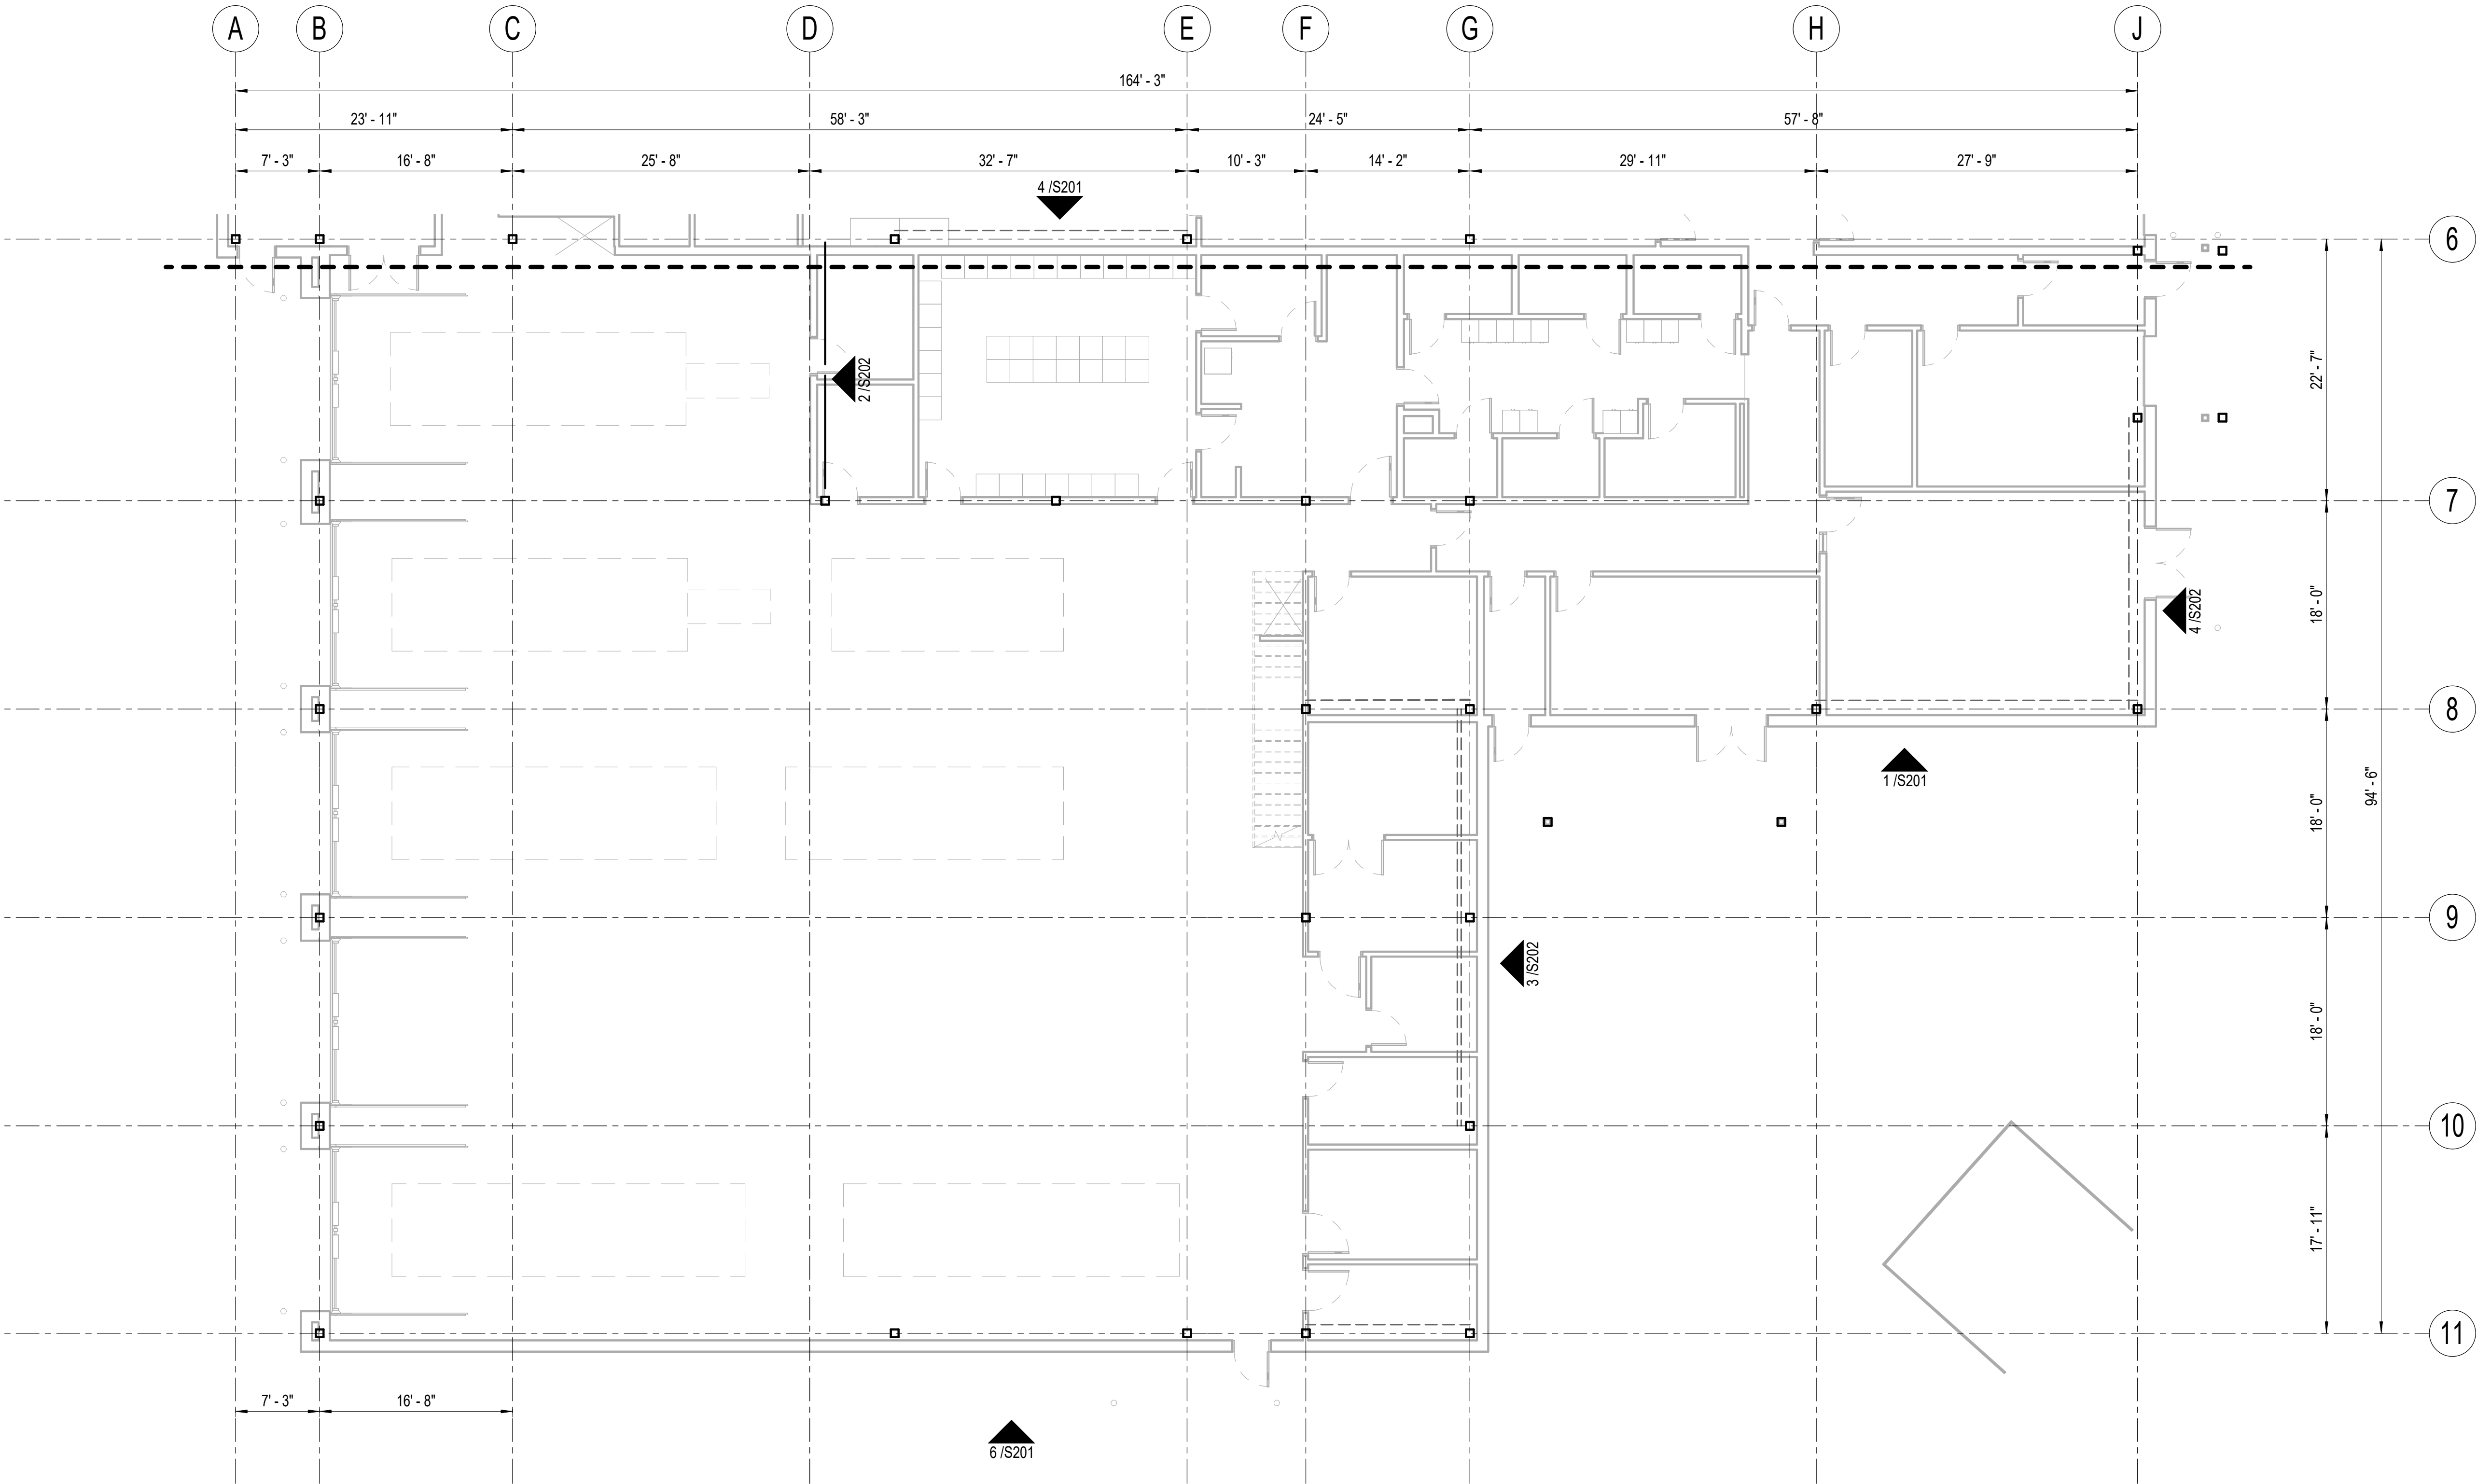 A B C D E F G H J
164' - 3"
23' - 11" 58' - 3" 24' - 5" 57' - 8"
7' - 3" 16' - 8" 25' - 8" 32' - 7" 10' - 3" 14' - 2" 29' - 11" 27' - 9"
4 /S201
6
2 /S202
22' - 7"
7
18' - 0"
4 /S202
8
1 /S201
94' - 6"
18' - 0"
9
3 /S202
18' - 0"
10
17' - 11"
11
7' - 3" 16' - 8"
6 /S201